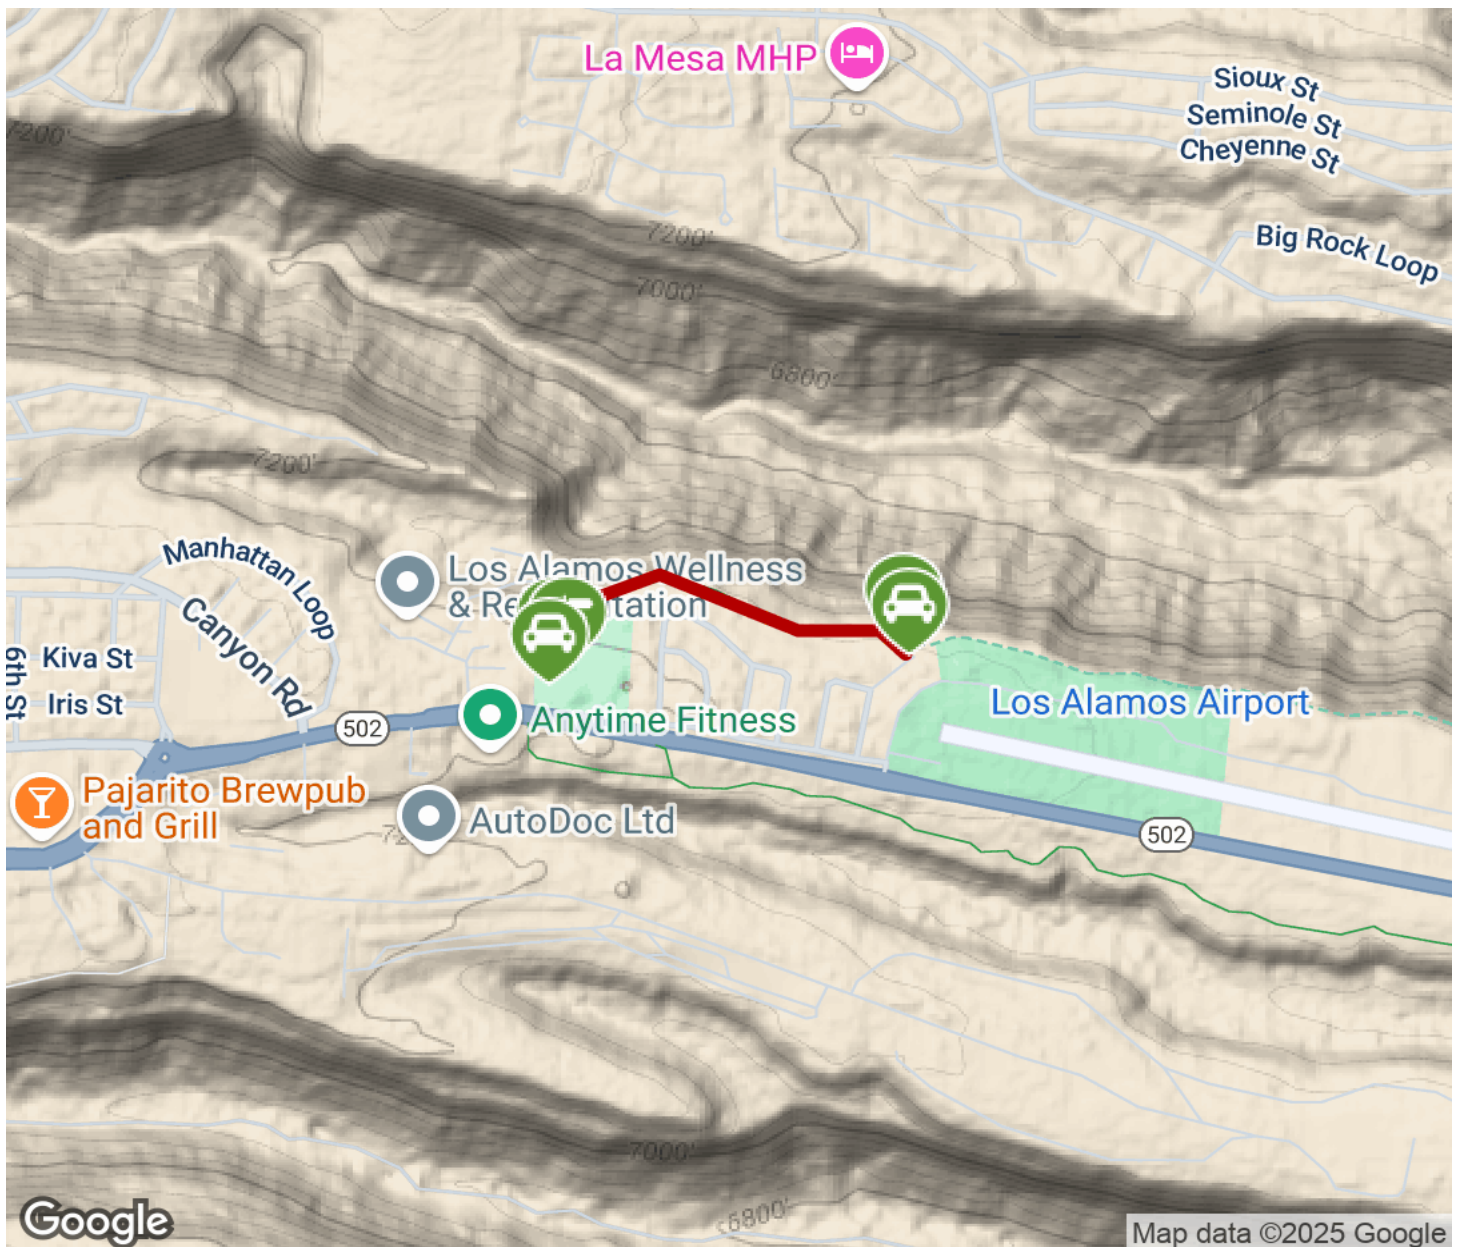 La Mesa MHP
Sioux St
Seminole St
Cheyenne St
7200'
7200'
Big Rock Loop
7000'
6800'
7200'
Manhattan
Loop
Los Alamos Wellness
& Re tation
Canyon Rd
6th St
Kiva St
Iris St
Los Alamos Airport
502
Anytime Fitness
Pajarito Brewpub
and Grill
AutoDoc Ltd
502
7000'
6800'
Google
Map data ©2025 Google